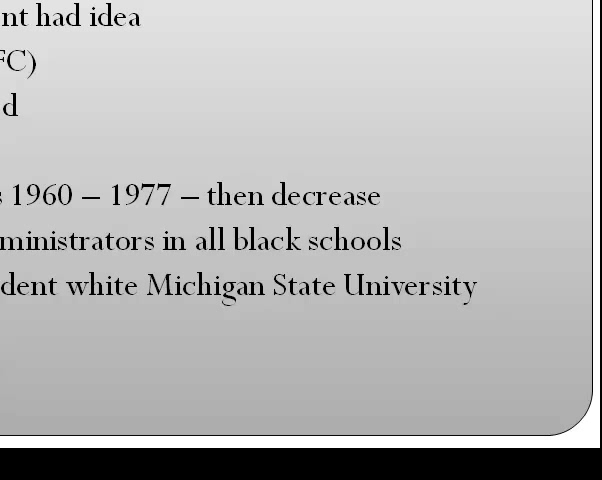 nt had idea
FC)
d
s 1960 – 1977 – then decrease
ministrators in all black schools
dent white Michigan State University